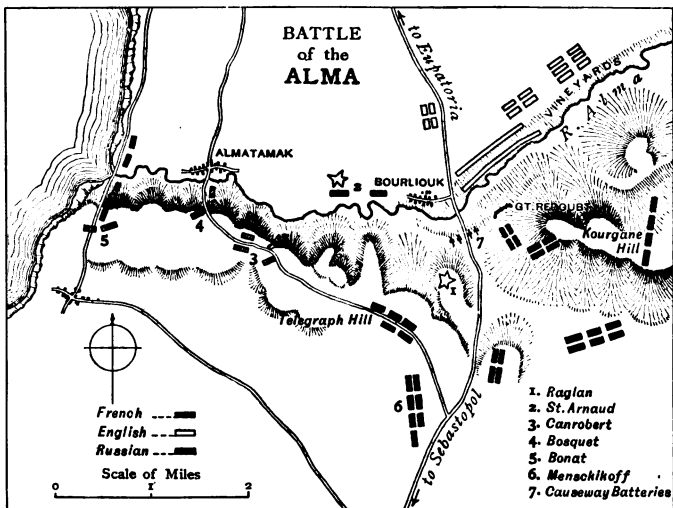 BATTLE
of the
ALMA
to Eupatoria
VINEYARDS
R. Alma
ALMATAMAK
2
BOURLIOUK
GT. REDOUBT
Kourgane
Hill
7
4
5
3
1
Telegraph Hill
6
to Sebastopol
French
English
Russian
Scale of Miles
0 1 2
1. Raglan
2. St. Arnaud
3. Canrobert
4. Bosquet
5. Bonat
6. Menschikoff
7. Causeway Batteries